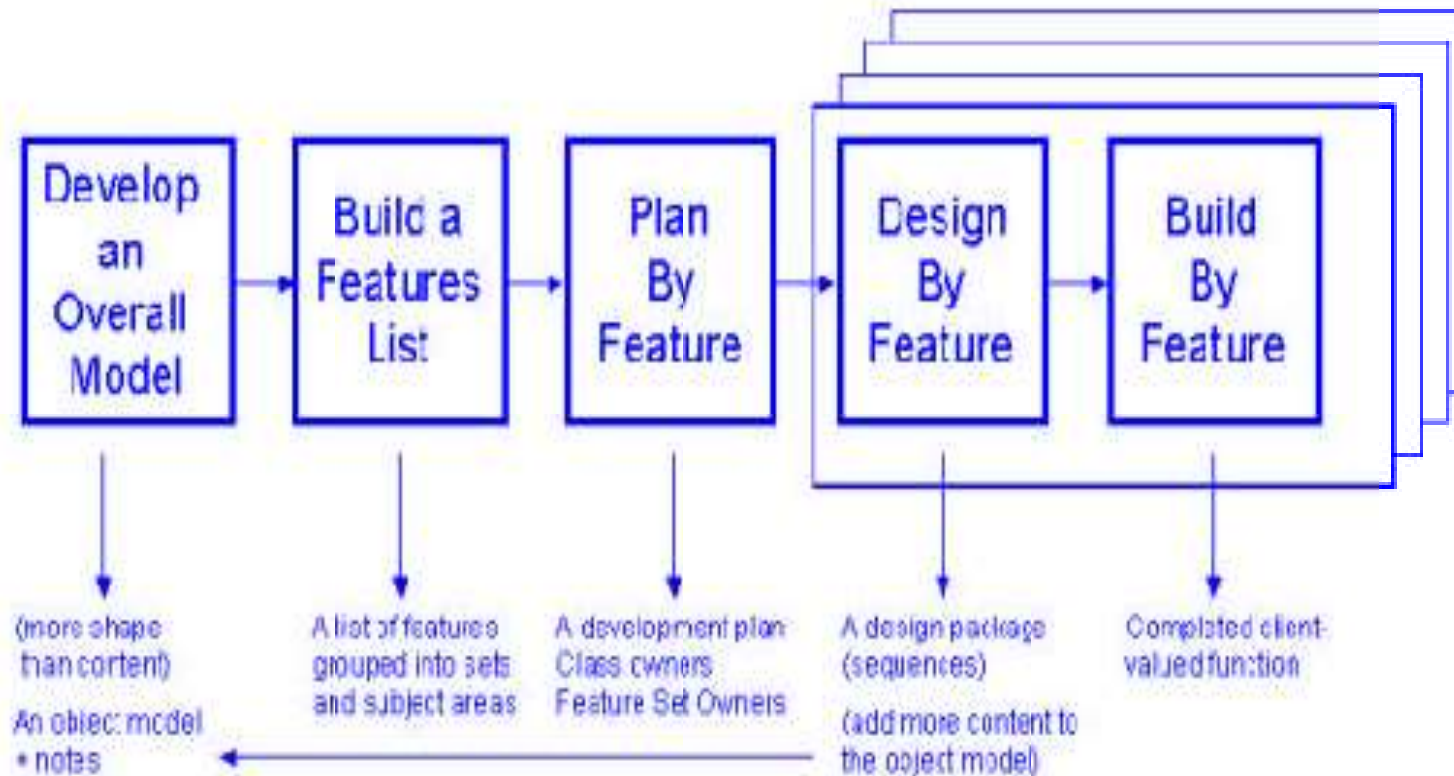 Develop
an
Overall
Model
Build a
Features
List
Plan
By
Feature
Design
By
Feature
Build
By
Feature
(more shape
than content)
An object model
+ notes
A list of features
grouped into sets
and subject areas
A development plan
Class owners
Feature Set Owners
A design package
(sequences)
(add more content to
the object model)
Completed client-
valued function